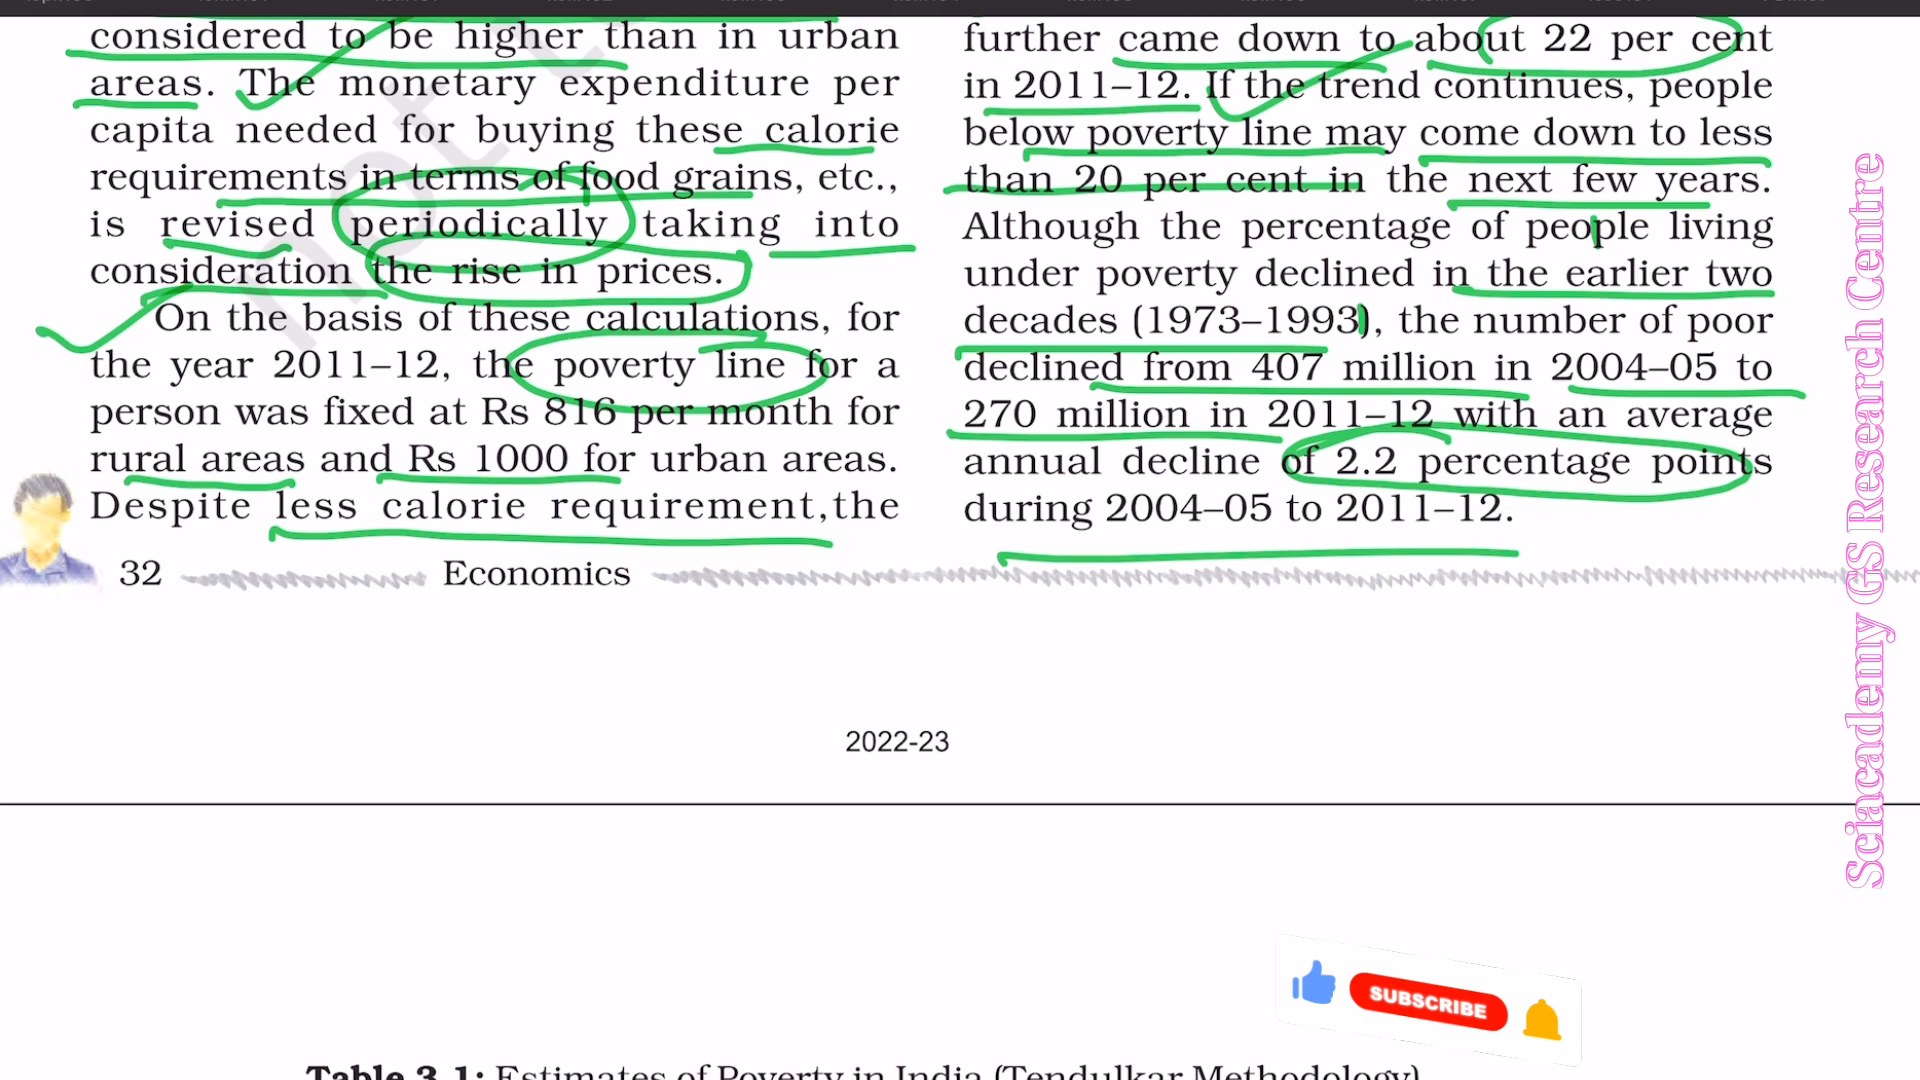 considered to be higher than in urban
areas. The monetary expenditure per
capita needed for buying these calorie
requirements in terms of food grains, etc.,
is revised periodically taking into
consideration the rise in prices.
On the basis of these calculations, for
the year 2011–12, the poverty line for a
person was fixed at Rs 816 per month for
rural areas and Rs 1000 for urban areas.
Despite less calorie requirement,the
further came down to about 22 per cent
in 2011–12. If the trend continues, people
below poverty line may come down to less
than 20 per cent in the next few years.
Although the percentage of people living
under poverty declined in the earlier two
decades (1973–1993), the number of poor
declined from 407 million in 2004–05 to
270 million in 2011–12 with an average
annual decline of 2.2 percentage points
during 2004–05 to 2011–12.
32 Economics
2022-23
Sciacademy GS Research Centre
SUBSCRIBE
Table 3.1: Estimates of Poverty in India (Tendulkar Methodology)
not